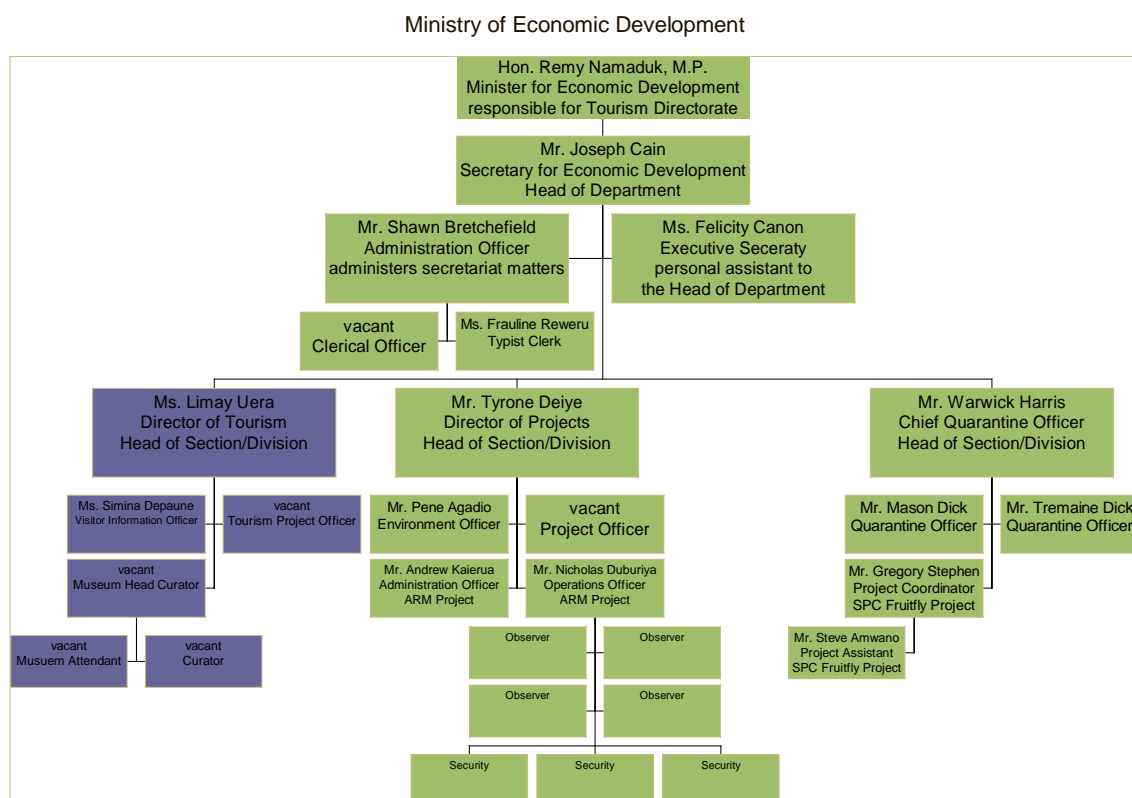 Ministry of Economic Development
Hon. Remy Namaduk, M.P.
Minister for Economic Development
responsible for Tourism Directorate
Mr. Joseph Cain
Secretary for Economic Development
Head of Department
Mr. Shawn Bretchefield
Administration Officer
administers secretariat matters
Ms. Felicity Canon
Executive Seceraty
personal assistant to
the Head of Department
vacant
Clerical Officer
Ms. Frauline Reweru
Typist Clerk
Ms. Limay Uera
Director of Tourism
Head of Section/Division
Mr. Tyrone Deiye
Director of Projects
Head of Section/Division
Mr. Warwick Harris
Chief Quarantine Officer
Head of Section/Division
Ms. Simina Depaune
Visitor Information Officer
vacant
Tourism Project Officer
Mr. Pene Agadio
Environment Officer
vacant
Project Officer
Mr. Mason Dick
Quarantine Officer
Mr. Tremaine Dick
Quarantine Officer
vacant
Museum Head Curator
Mr. Andrew Kaierua
Administration Officer
ARM Project
Mr. Nicholas Duburiya
Operations Officer
ARM Project
Mr. Gregory Stephen
Project Coordinator
SPC Fruitfly Project
vacant
Musuem Attendant
vacant
Curator
Observer
Observer
Mr. Steve Amwano
Project Assistant
SPC Fruitfly Project
Observer
Observer
Security
Security
Security